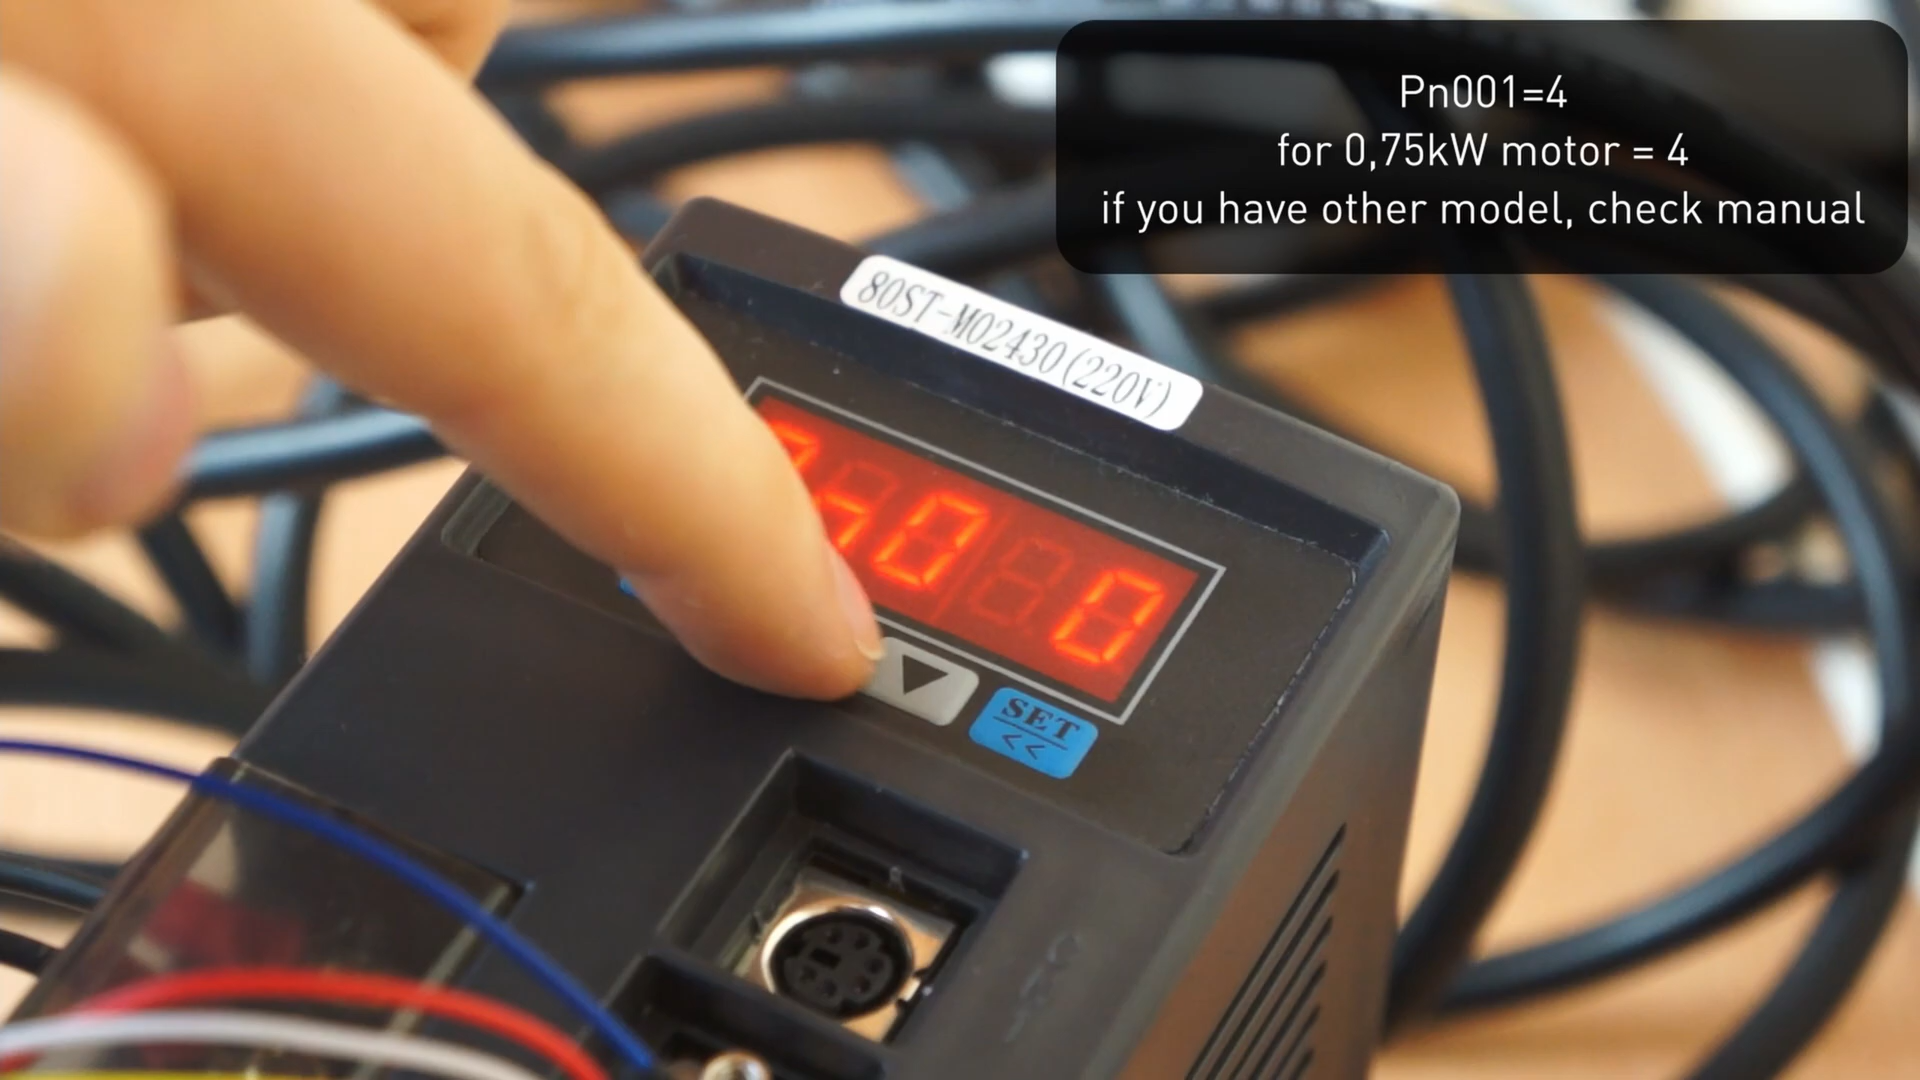 Pn001=4
for 0,75kW motor = 4
if you have other model, check manual
80ST-M02430(220V)
SET
<<